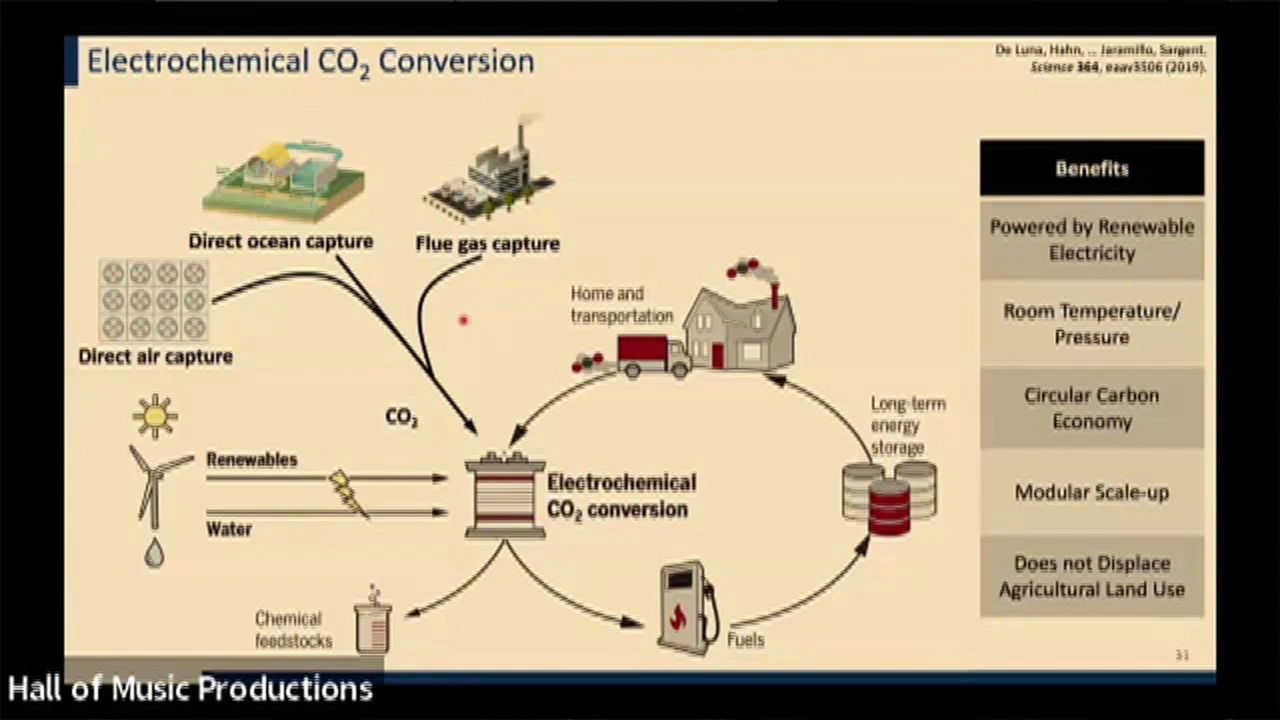 Electrochemical CO₂ Conversion
De Luna, Hahn, .. Jaramillo, Sargent.
Science 364, eaav3506 (2019).
Direct ocean capture
Flue gas capture
Direct air capture
Home and
transportation
CO₂
Long-term
energy
storage
Renewables
Water
Electrochemical
CO₂ conversion
Chemical
feedstocks
Fuels
Benefits
Powered by Renewable
Electricity
Room Temperature/
Pressure
Circular Carbon
Economy
Modular Scale-up
Does not Displace
Agricultural Land Use
31
Hall of Music Productions